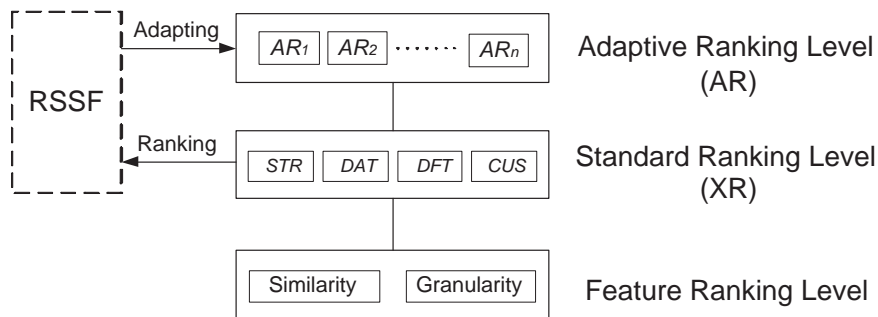 Adapting
AR1 AR2 ........ ARn
Adaptive Ranking Level
(AR)
RSSF
Ranking
STR DAT DFT CUS
Standard Ranking Level
(XR)
Similarity Granularity
Feature Ranking Level